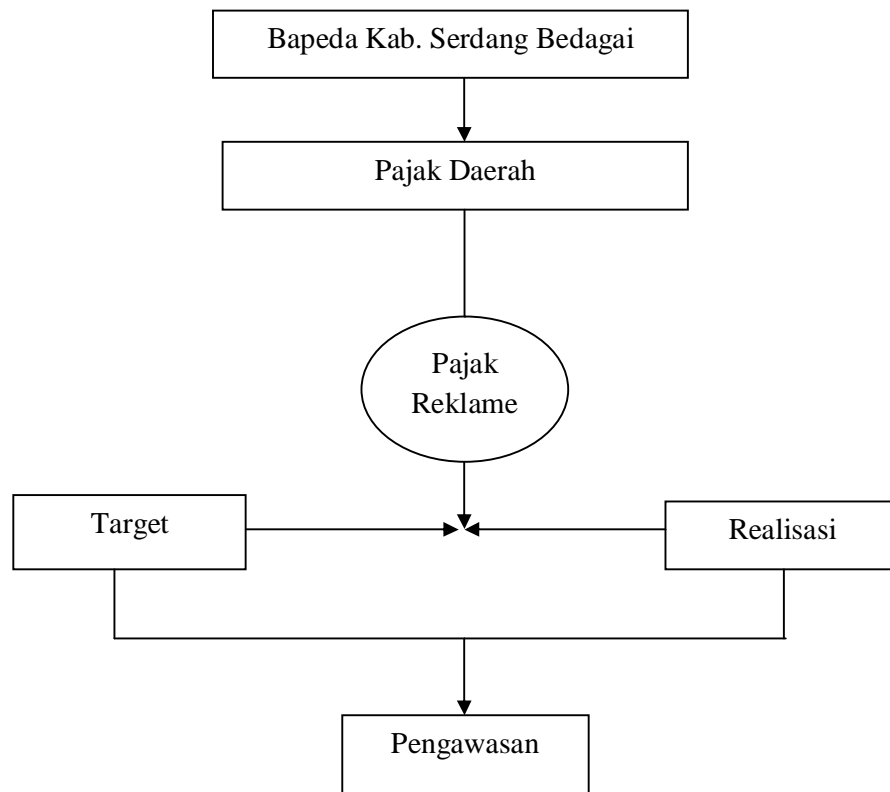 Bapeda Kab. Serdang Bedagai
Pajak Daerah
Pajak
Reklame
Target
Realisasi
Pengawasan